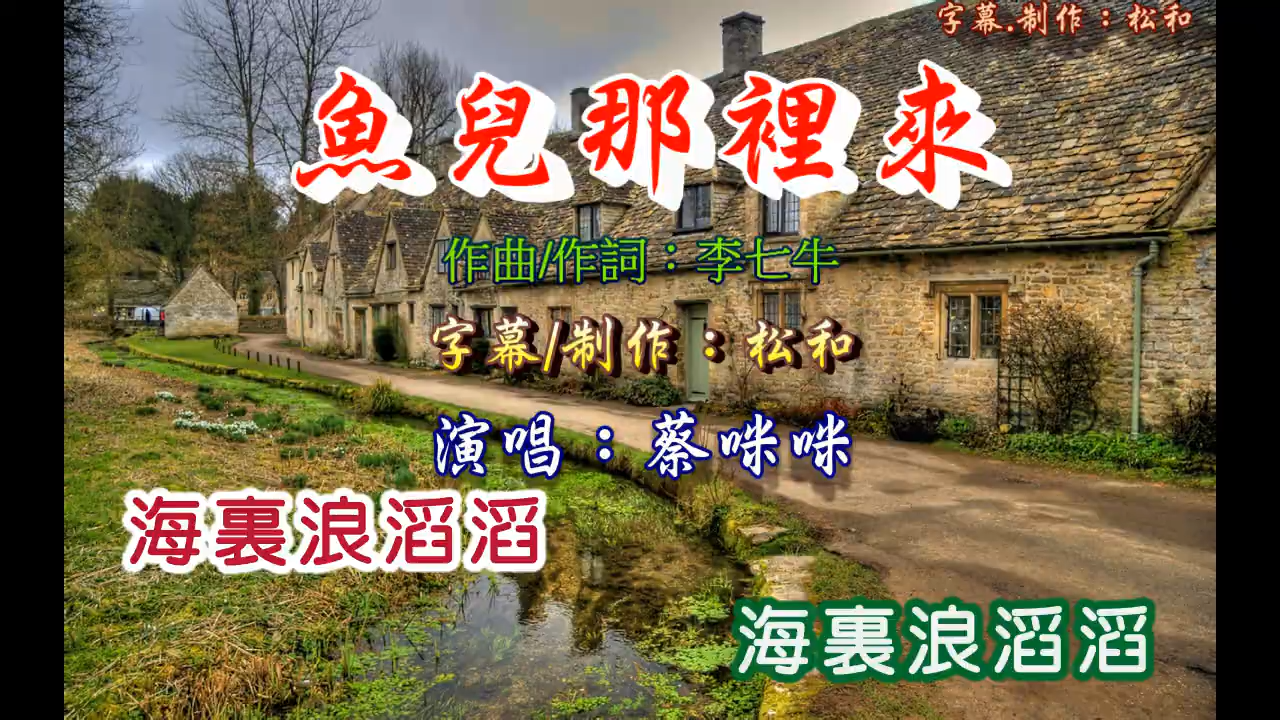 字幕.制作：松和
魚兒那裡來
作曲/作詞：李七牛
字幕/制作：松和
演唱：蔡咪咪
海裏浪滔滔
海裏浪滔滔